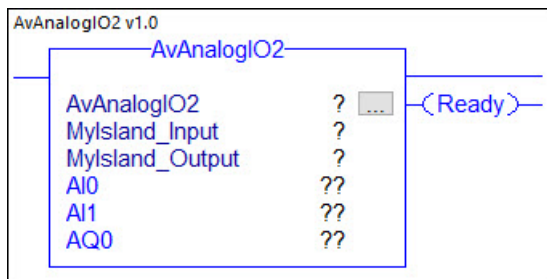 AvAnalogIO2 v1.0
AvAnalogIO2
AvAnalogIO2 ? ... (Ready)
MyIsland_Input ?
MyIsland_Output ?
AI0 ??
AI1 ??
AQ0 ??